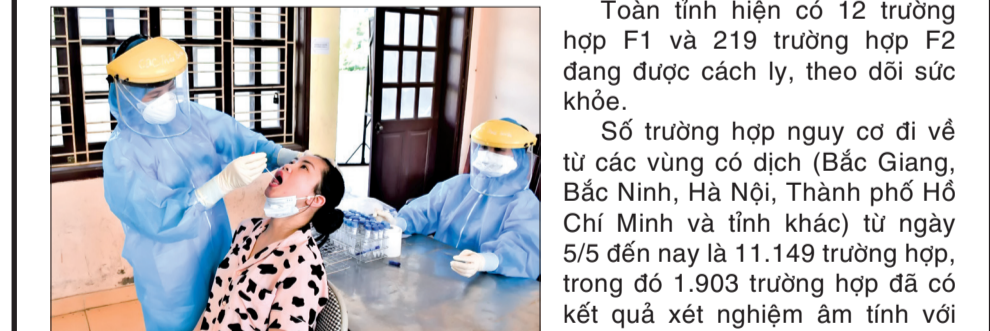 Toàn tỉnh hiện có 12 trường
hợp F1 và 219 trường hợp F2
đang được cách ly, theo dõi sức
khỏe.
Số trường hợp nguy cơ đi về
từ các vùng có dịch (Bắc Giang,
Bắc Ninh, Hà Nội, Thành phố Hồ
Chí Minh và tỉnh khác) từ ngày
5/5 đến nay là 11.149 trường hợp,
trong đó 1.903 trường hợp đã có
kết quả xét nghiệm âm tính với